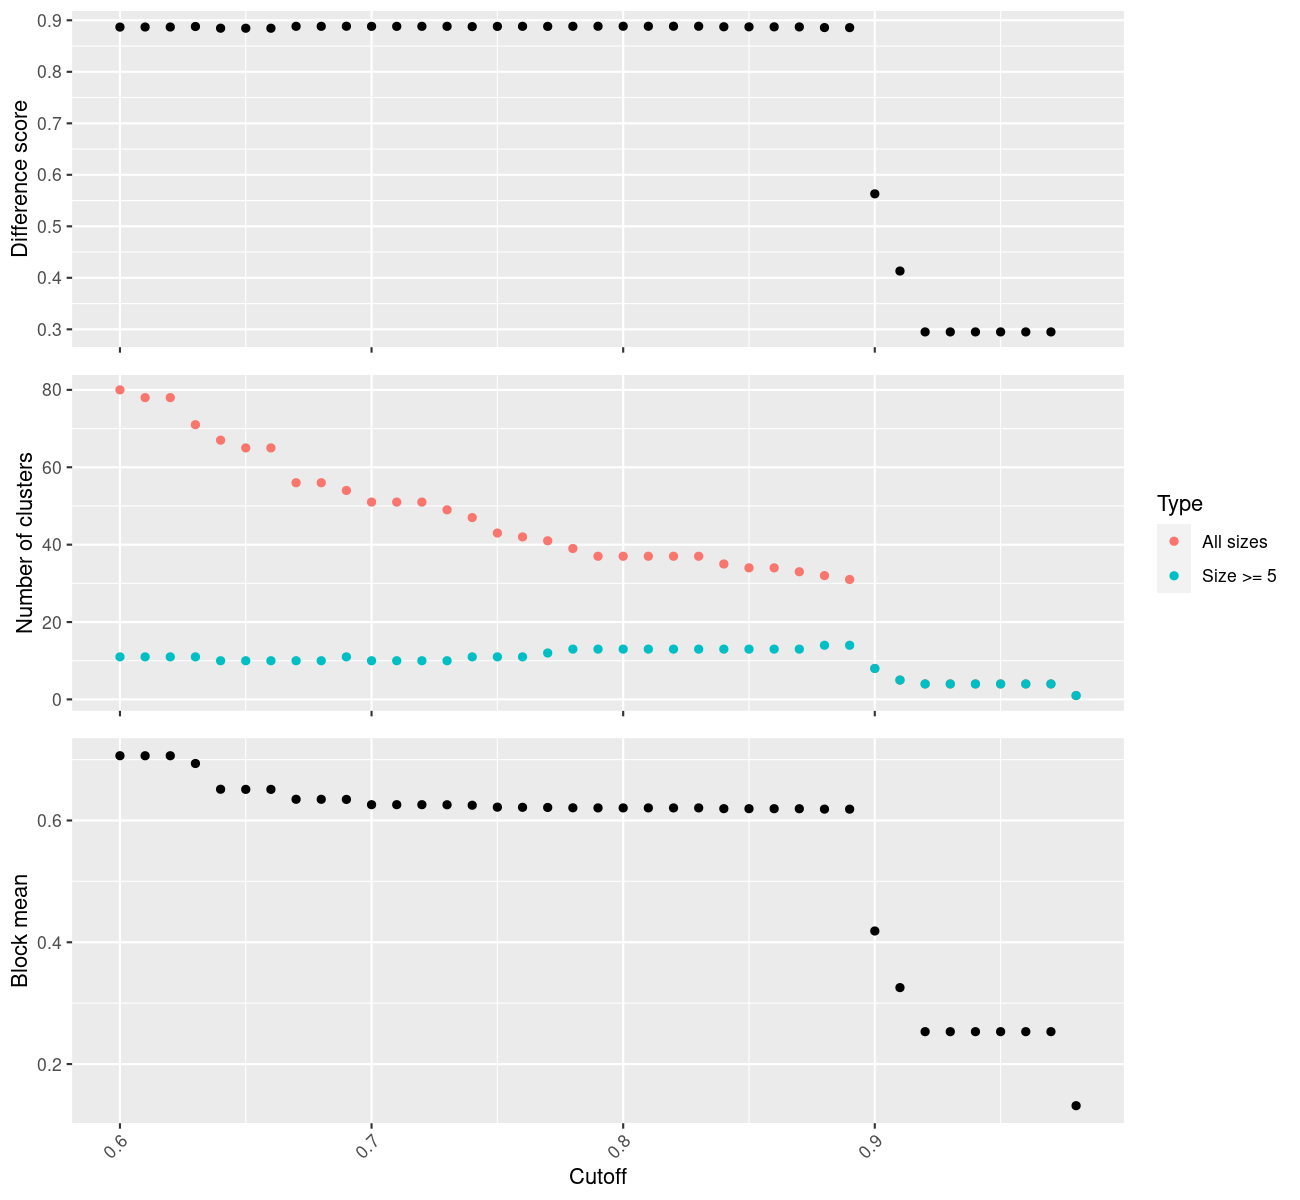 Difference score
0.9
0.8
0.7
0.6
0.5
0.4
0.3
Number of clusters
80
60
40
20
0
Type
All sizes
Size >= 5
Block mean
0.6
0.4
0.2
0.6
0.7
0.8
0.9
Cutoff